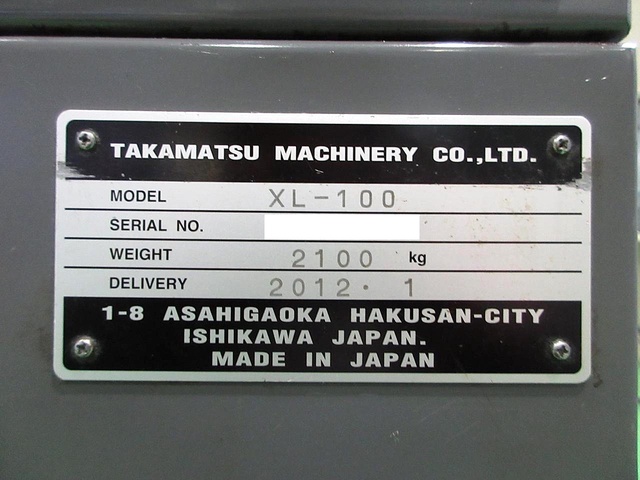 TAKAMATSU MACHINERY CO.,LTD.
MODEL XL-100
SERIAL NO.
WEIGHT 2100 kg
DELIVERY 2012・1
1-8 ASAHIGAOKA HAKUSAN-CITY
ISHIKAWA JAPAN.
MADE IN JAPAN